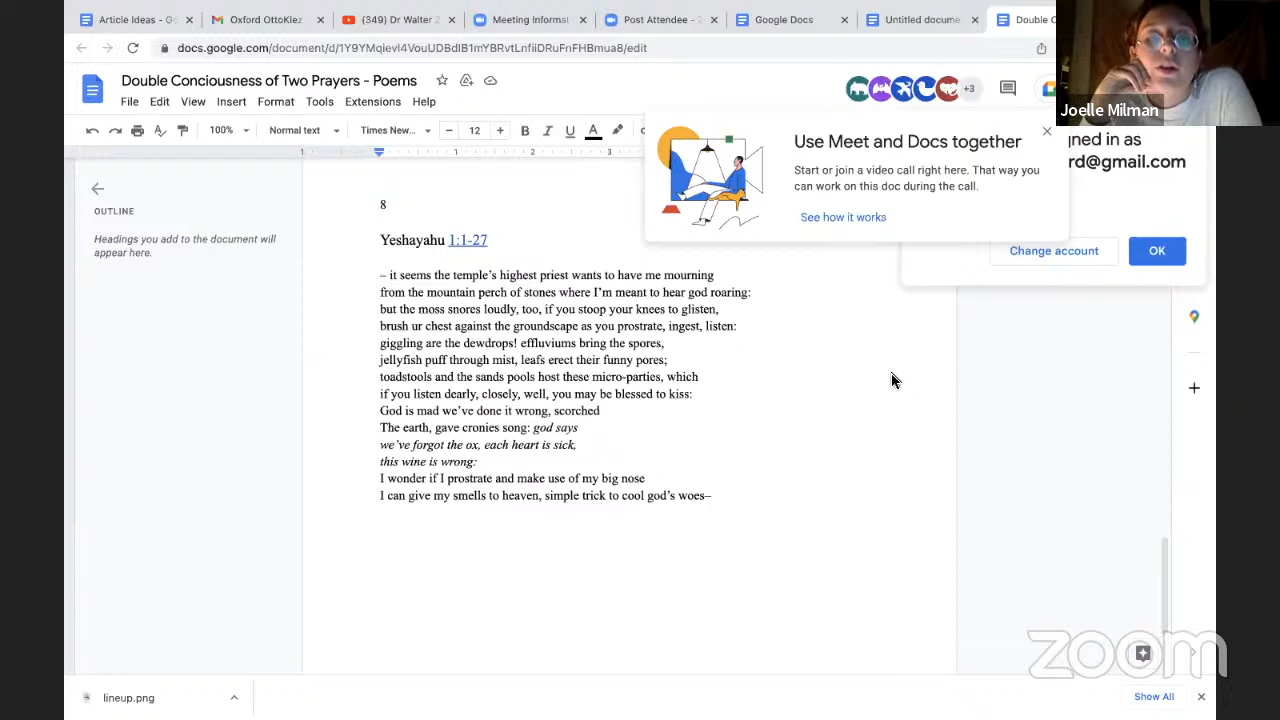 Article Ideas - G
Oxford OttoKlez
(349) Dr Walter Z
Meeting Informat
Post Attendee - Z
Google Docs
Untitled docume
Double C
docs.google.com/document/d/1Y9YMqievl4VouUDBdIB1mYBRvtLnfiiDRuFnFHBmua8/edit
Double Conciousness of Two Prayers - Poems
+3
File Edit View Insert Format Tools Extensions Help
Joelle Milman
100% Normal text Times New... 12 B I U A
gned in as
rd@gmail.com
Use Meet and Docs together
Start or join a video call right here. That way you
can work on this doc during the call.
See how it works
Change account OK
1 1 2 3
OUTLINE
Headings you add to the document will
appear here.
8
Yeshayahu 1:1-27
– it seems the temple's highest priest wants to have me mourning
from the mountain perch of stones where I'm meant to hear god roaring:
but the moss snores loudly, too, if you stoop your knees to glisten,
brush ur chest against the groundscape as you prostrate, ingest, listen:
giggling are the dewdrops! effluviums bring the spores,
jellyfish puff through mist, leafs erect their funny pores;
toadstools and the sands pools host these micro-parties, which
if you listen dearly, closely, well, you may be blessed to kiss:
God is mad we've done it wrong, scorched
The earth, gave cronies song: god says
we've forgot the ox, each heart is sick,
this wine is wrong:
I wonder if I prostrate and make use of my big nose
I can give my smells to heaven, simple trick to cool god's woes–
zoom
lineup.png
Show All